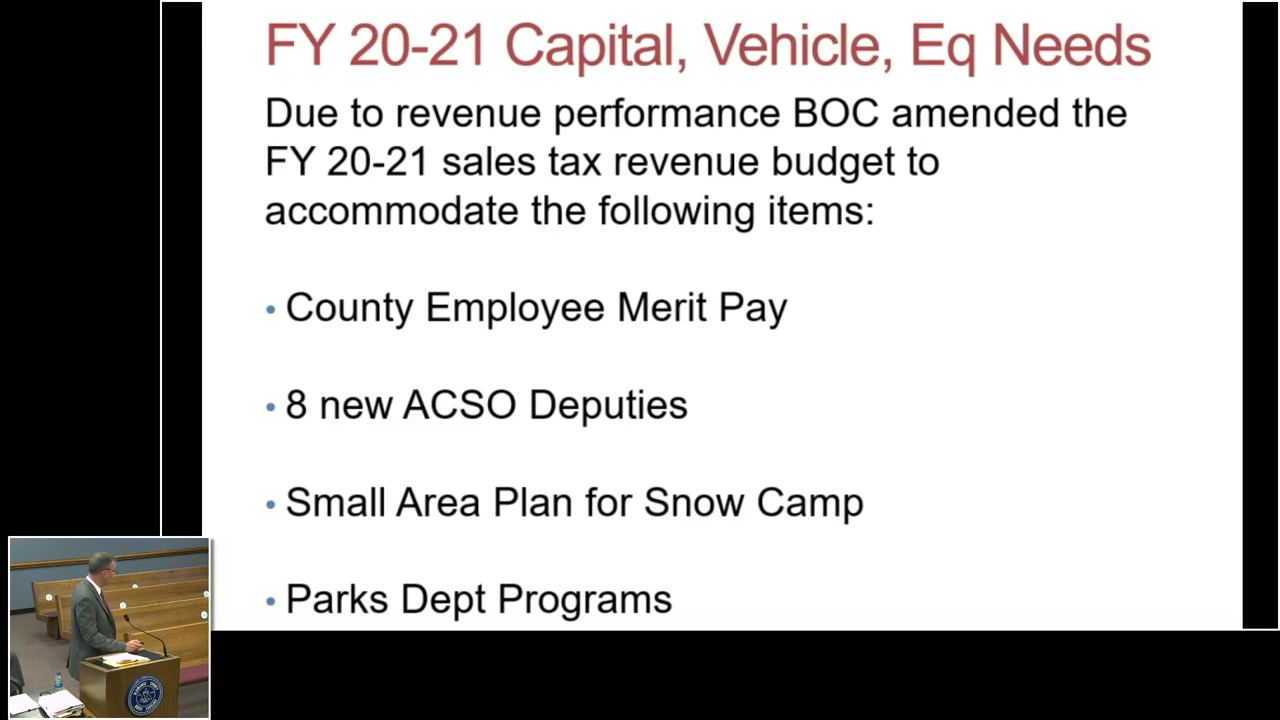 FY 20-21 Capital, Vehicle, Eq Needs
Due to revenue performance BOC amended the
FY 20-21 sales tax revenue budget to
accommodate the following items:
• County Employee Merit Pay
• 8 new ACSO Deputies
• Small Area Plan for Snow Camp
• Parks Dept Programs